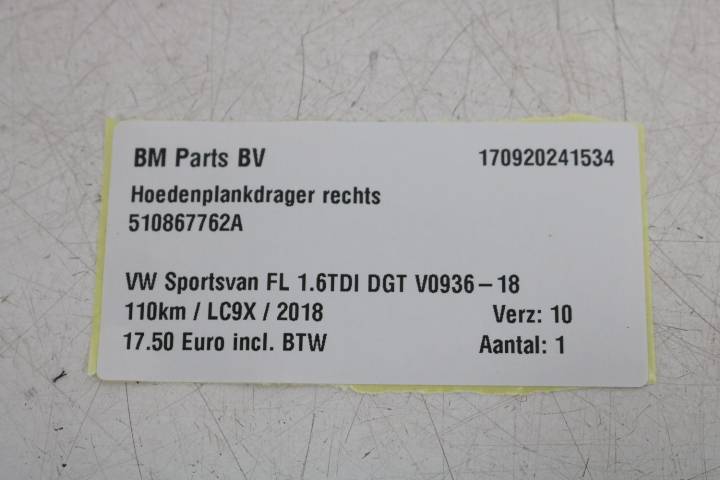 BM Parts BV 170920241534
Hoedenplankdrager rechts
510867762A
VW Sportsvan FL 1.6TDI DGT V0936-18
110km / LC9X / 2018 Verz: 10
17.50 Euro incl. BTW Aantal: 1